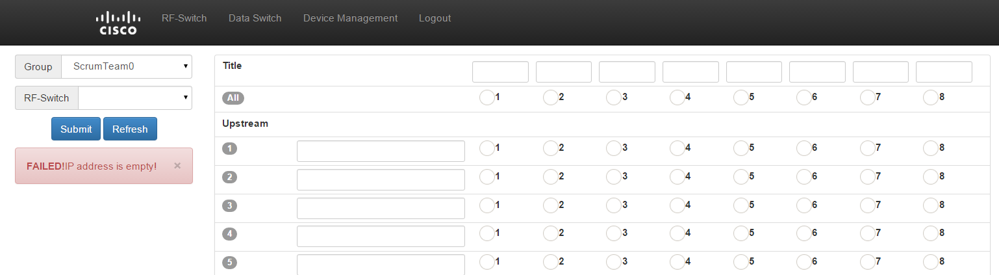 CISCO RF-Switch Data Switch Device Management Logout
Group ScrumTeam0
RF-Switch
Submit Refresh
FAILED!IP address is empty! ×
Title
All 1 2 3 4 5 6 7 8
Upstream
1 1 2 3 4 5 6 7 8
2 1 2 3 4 5 6 7 8
3 1 2 3 4 5 6 7 8
4 1 2 3 4 5 6 7 8
5 1 2 3 4 5 6 7 8